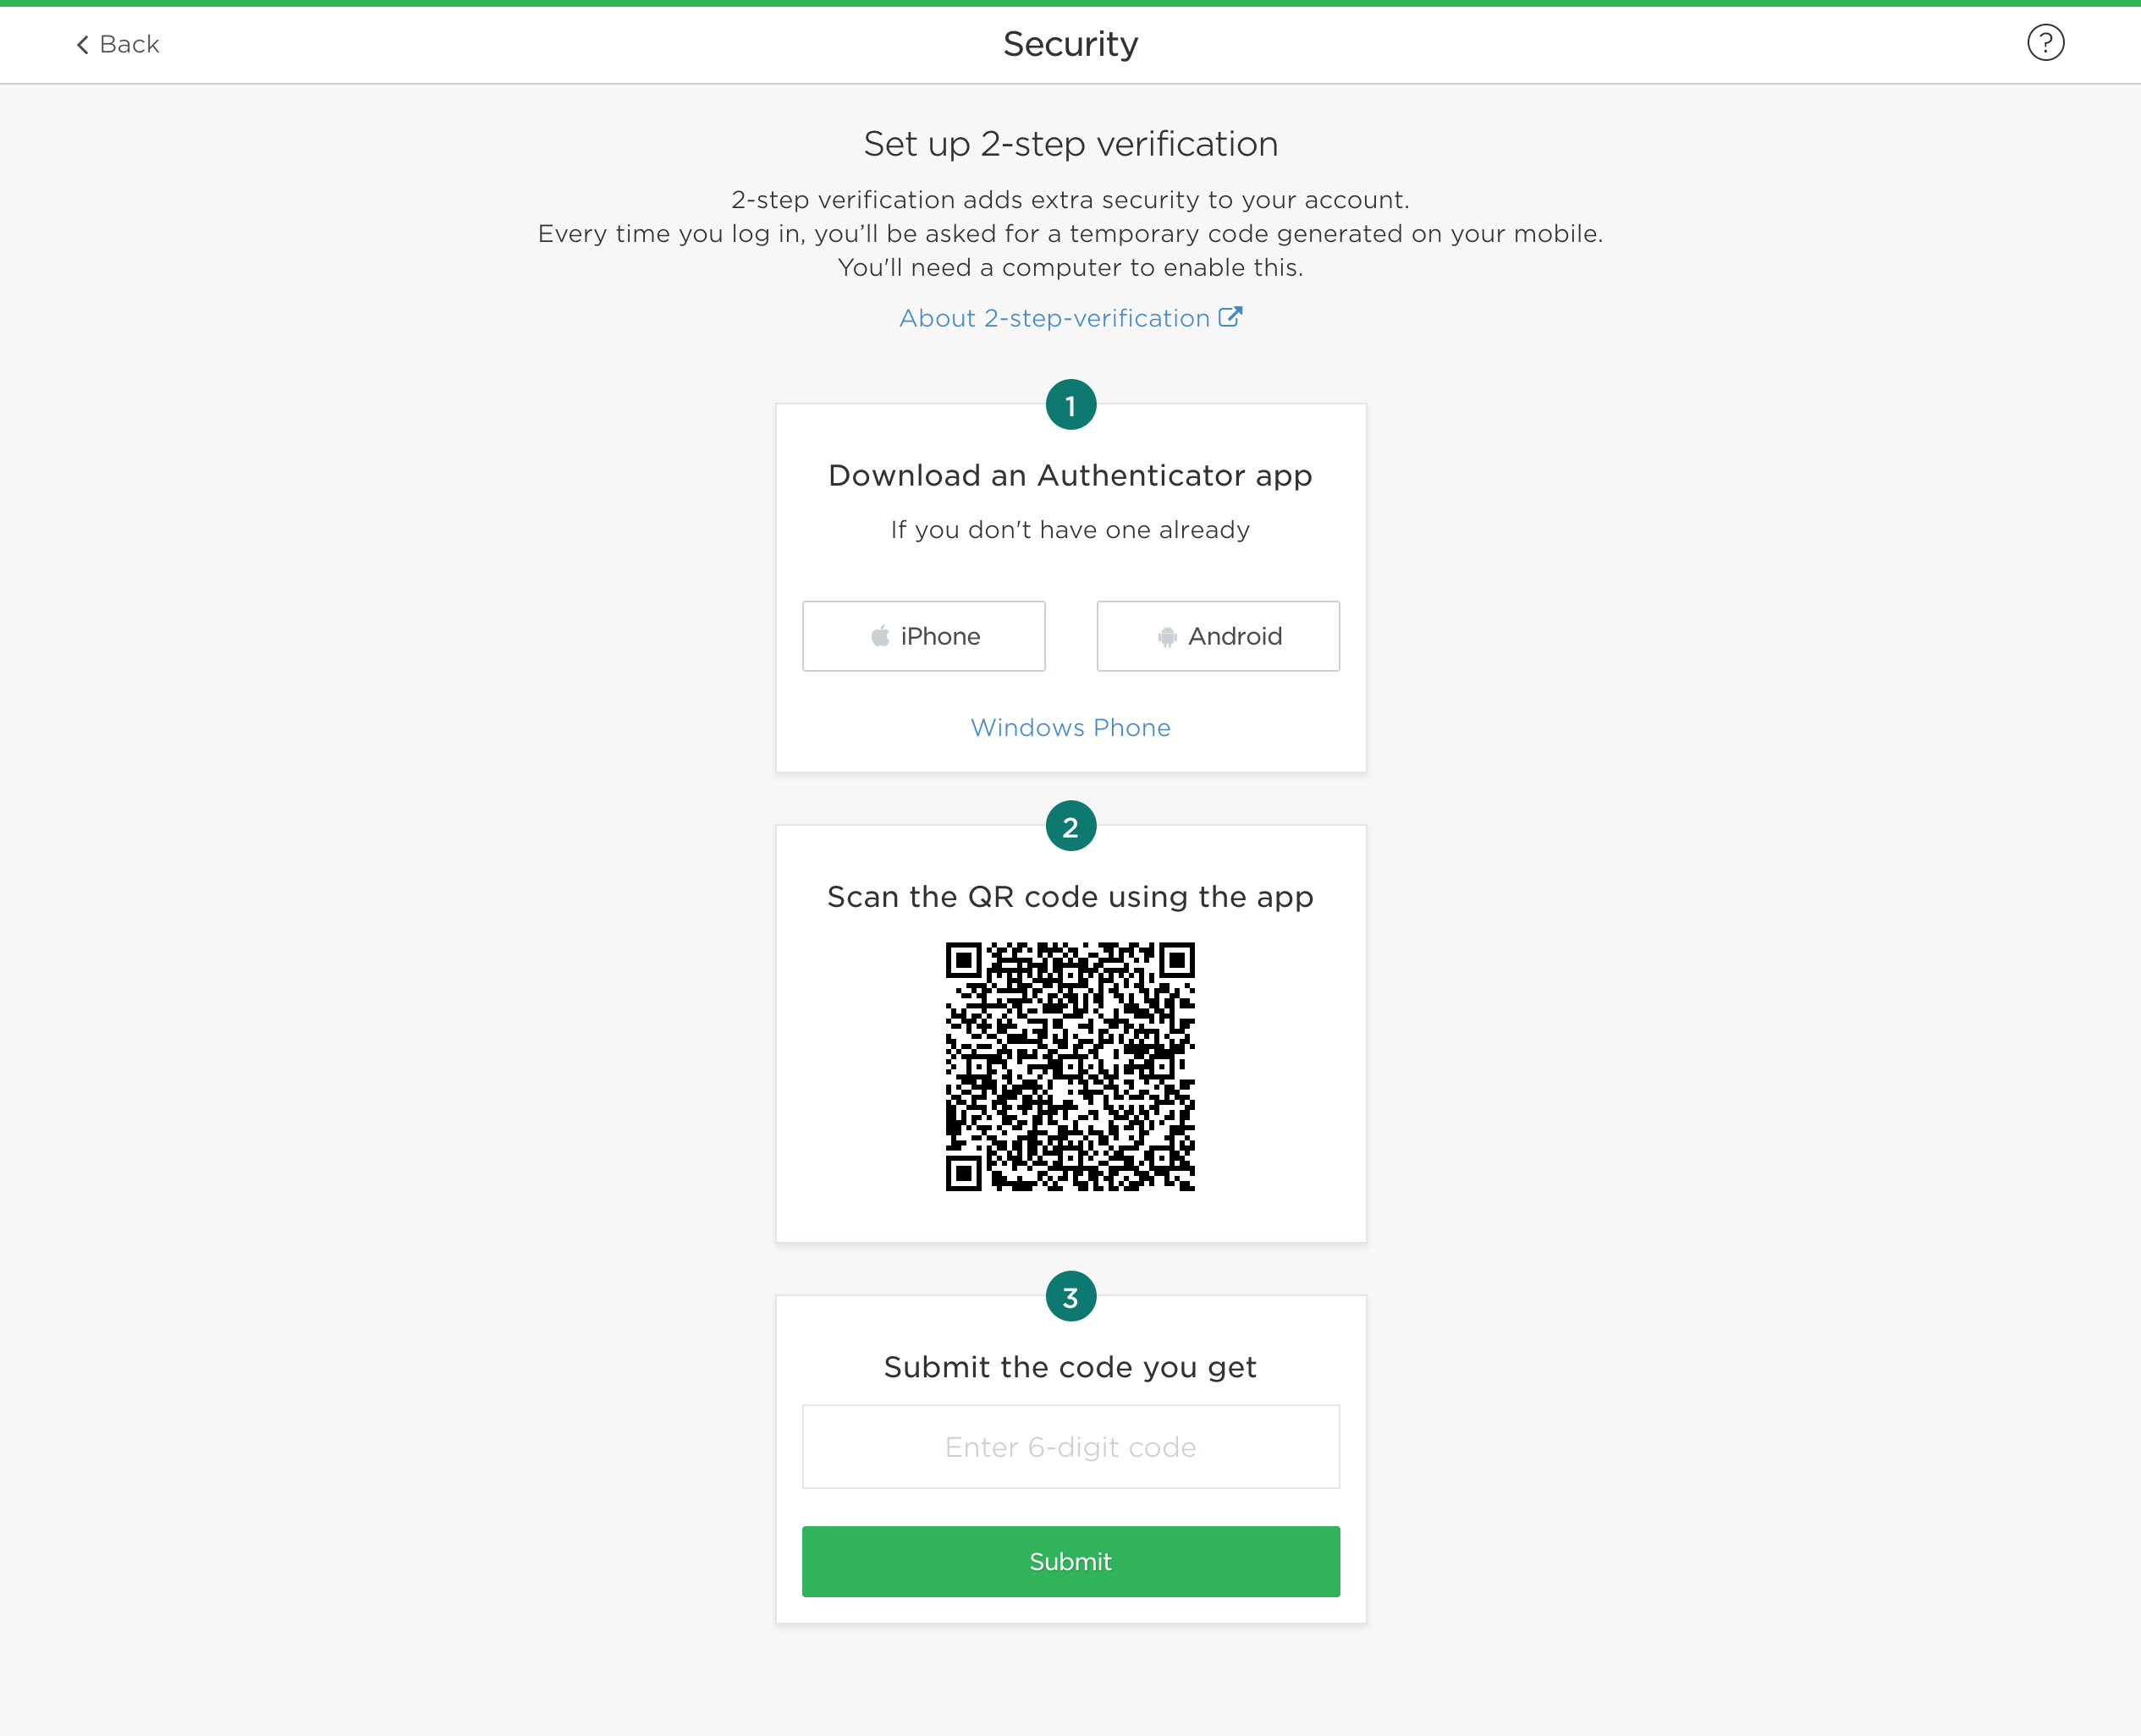 Back
Security
?
Set up 2-step verification
2-step verification adds extra security to your account.
Every time you log in, you’ll be asked for a temporary code generated on your mobile.
You'll need a computer to enable this.
About 2-step-verification
1
Download an Authenticator app
If you don't have one already
iPhone
Android
Windows Phone
2
Scan the QR code using the app
3
Submit the code you get
Enter 6-digit code
Submit